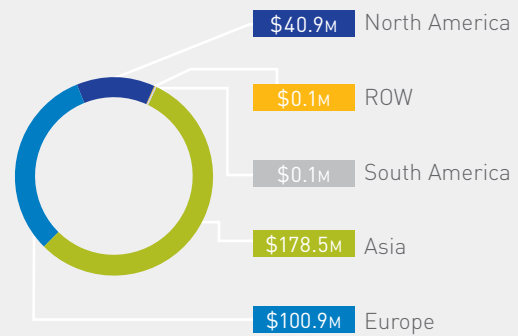 $40.9M North America
$0.1M ROW
$0.1M South America
$178.5M Asia
$100.9M Europe